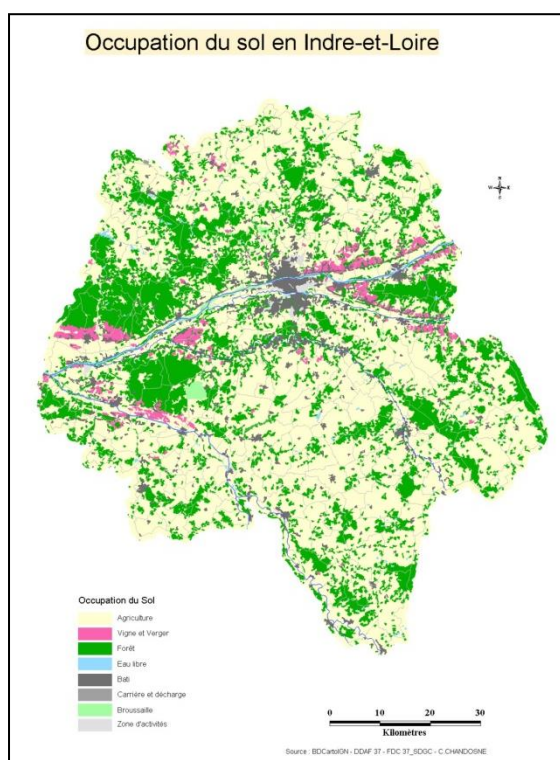 Occupation du sol en Indre-et-Loire
N
W E
S
Occupation du Sol
Agriculture
Vigne et Verger
Forêt
Eau libre
Bati
Carrière et décharge
Broussaille
Zone d'activités
0 10 20 30
Kilomètres
Source : BDCartoIGN - DDAF 37 - FDC 37_SDGC - C.CHANDOSNE